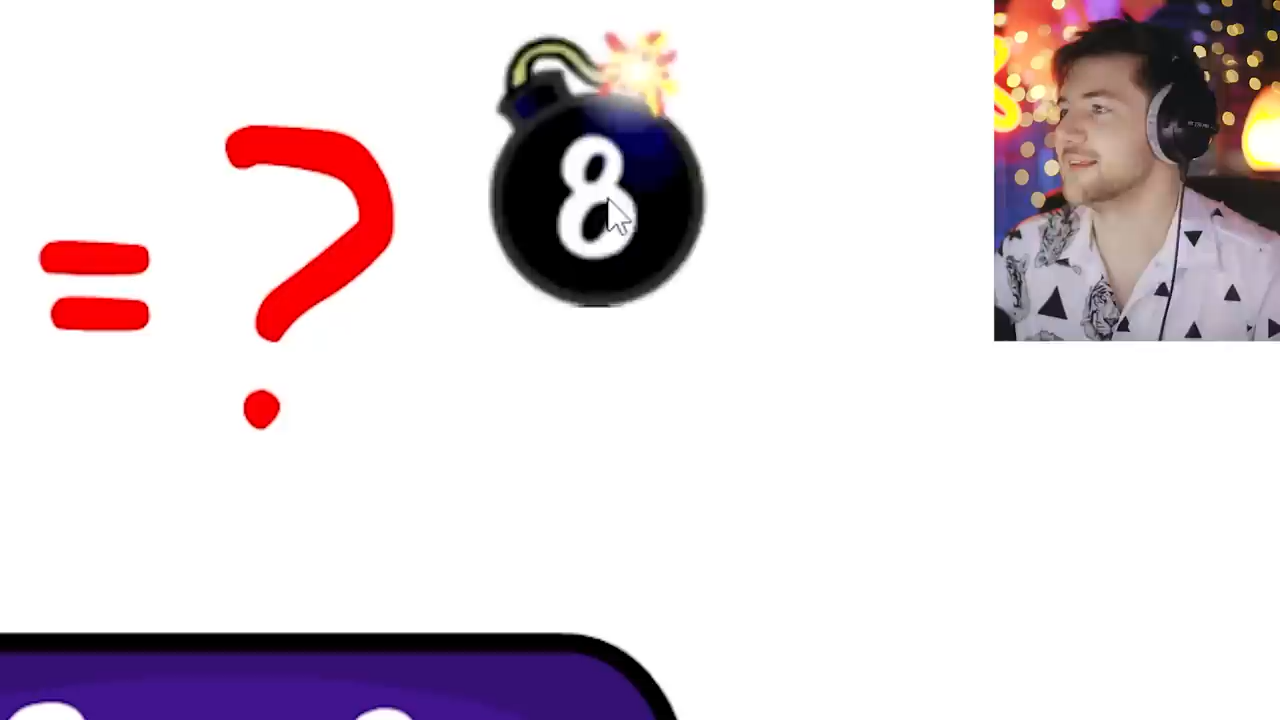 = ?
8